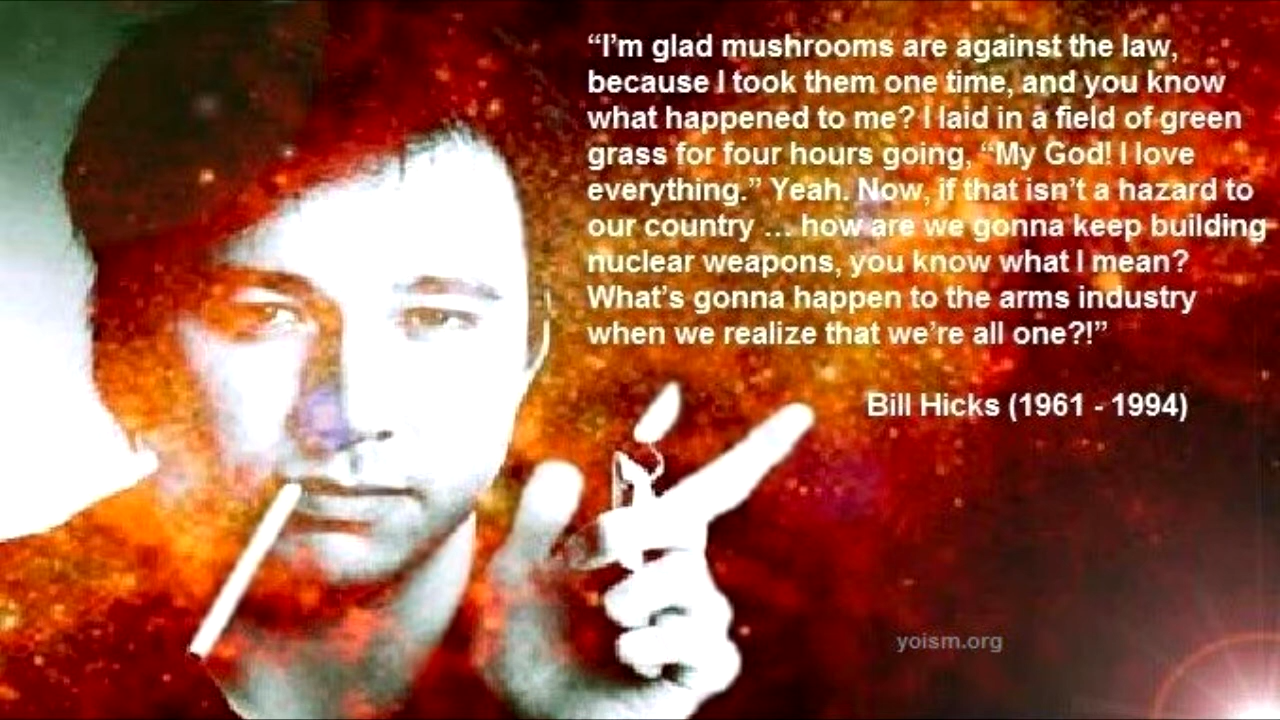 “I’m glad mushrooms are against the law,
because I took them one time, and you know
what happened to me? I laid in a field of green
grass for four hours going, “My God! I love
everything.” Yeah. Now, if that isn’t a hazard to
our country ... how are we gonna keep building
nuclear weapons, you know what I mean?
What’s gonna happen to the arms industry
when we realize that we’re all one?!”
Bill Hicks (1961 - 1994)
yoism.org